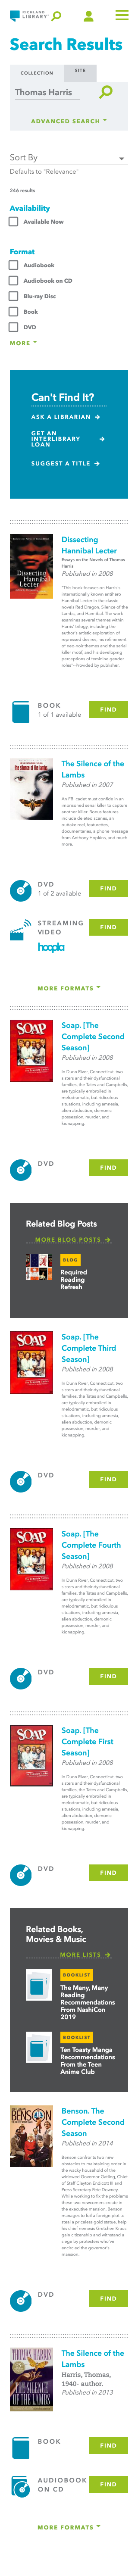 RICHLAND
LIBRARY
Search Results
COLLECTION
SITE
Thomas Harris
ADVANCED SEARCH
Sort By
Defaults to "Relevance"
246 results
Availability
Available Now
Format
Audiobook
Audiobook on CD
Blu-ray Disc
Book
DVD
MORE
Can't Find It?
ASK A LIBRARIAN
GET AN
INTERLIBRARY
LOAN
SUGGEST A TITLE
Dissecting
Hannibal Lecter
Essays on the Novels of Thomas
Harris
Published in 2008
"This book focuses on Harris's
internationally known antihero
Hannibal Lecter in the classic
novels Red Dragon, Silence of the
Lambs, and Hannibal. The work
examines several themes within
Harris' trilogy, including the
author's artistic exploration of
repressed desires, his refinements
of neo-noir themes and the serial
killer motif, and his developing
perceptions of feminine gender
roles"--Provided by publisher.
BOOK
1 of 1 available
FIND
The Silence of the
Lambs
Published in 2007
An FBI cadet must confide in an
imprisoned serial killer to capture
another killer. Bonus features
include deleted scenes, an
outtake reel, featurettes,
documentaries, a phone message
from Anthony Hopkins, and much
more.
DVD
1 of 2 available
FIND
STREAMING
VIDEO
FIND
hoopla
MORE FORMATS
SOAP
Soap. [The
Complete Second
Season]
Published in 2008
In Dunn River, Connecticut, two
sisters and their dysfunctional
families, the Tates and Campbells,
are typically embroiled in
melodramatic, but ridiculous
situations, including amnesia,
alien abduction, demonic
possession, murder, and
kidnapping.
DVD
FIND
Related Blog Posts
MORE BLOG POSTS
BLOG
Required
Reading
Refresh
SOAP
Soap. [The
Complete Third
Season]
Published in 2008
In Dunn River, Connecticut, two
sisters and their dysfunctional
families, the Tates and Campbells,
are typically embroiled in
melodramatic, but ridiculous
situations, including amnesia,
alien abduction, demonic
possession, murder, and
kidnapping.
DVD
FIND
SOAP
Soap. [The
Complete Fourth
Season]
Published in 2008
In Dunn River, Connecticut, two
sisters and their dysfunctional
families, the Tates and Campbells,
are typically embroiled in
melodramatic, but ridiculous
situations, including amnesia,
alien abduction, demonic
possession, murder, and
kidnapping.
DVD
FIND
SOAP
Soap. [The
Complete First
Season]
Published in 2008
In Dunn River, Connecticut, two
sisters and their dysfunctional
families, the Tates and Campbells,
are typically embroiled in
melodramatic, but ridiculous
situations, including amnesia,
alien abduction, demonic
possession, murder, and
kidnapping.
DVD
FIND
Related Books,
Movies & Music
MORE LISTS
BOOKLIST
The Many, Many
Reading
Recommendations
From NashiCon
2019
BOOKLIST
Ten Toasty Manga
Recommendations
From the Teen
Anime Club
BENSON
Benson. The
Complete Second
Season
Published in 2014
Benson confronts two new
obstacles to maintaining order in
the wacky household of the
widowed Governor Gatling, Chief
of Staff Clayton Endicott III and
Press Secretary Pete Downey.
While working to fix the problems
these two newcomers create in
the executive mansion, Benson
manages to foil a foreign plot to
steal a priceless gold statue, help
his chief nemesis Gretchen Kraus
gain citizenship and withstand a
siege by protesters who've
encircled the governor's
mansion.
DVD
FIND
THOMAS HARRIS
THE SILENCE
OF THE LAMBS
The Silence of the
Lambs
Harris, Thomas,
1940- author.
Published in 2013
BOOK
FIND
AUDIOBOOK
ON CD
FIND
MORE FORMATS